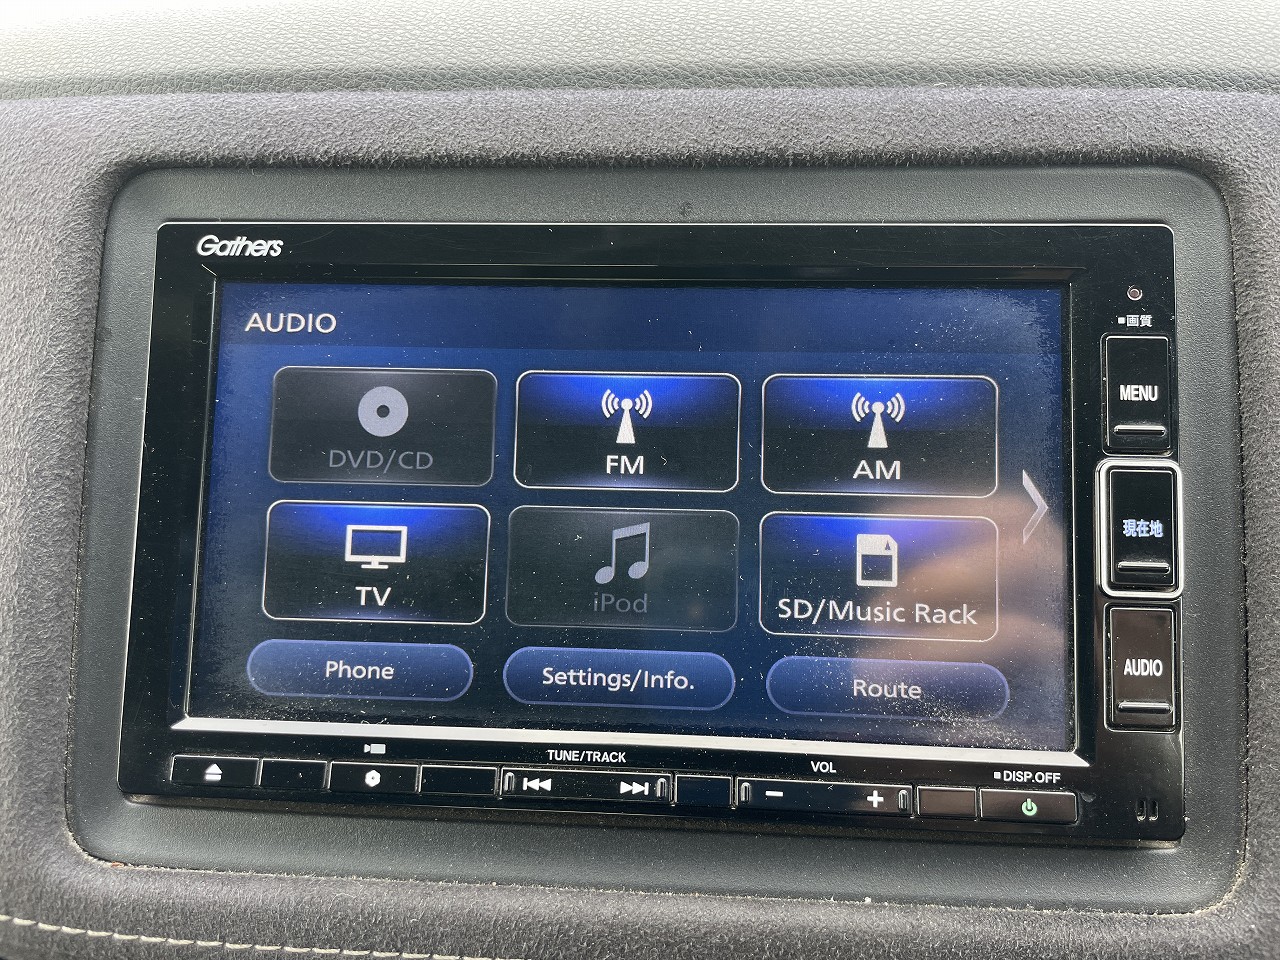 Gathers
■画質
AUDIO
DVD/CD
FM
AM
MENU
現在地
TV
iPod
SD/Music Rack
AUDIO
Phone
Settings/Info.
Route
TUNE/TRACK
VOL
■DISP.OFF